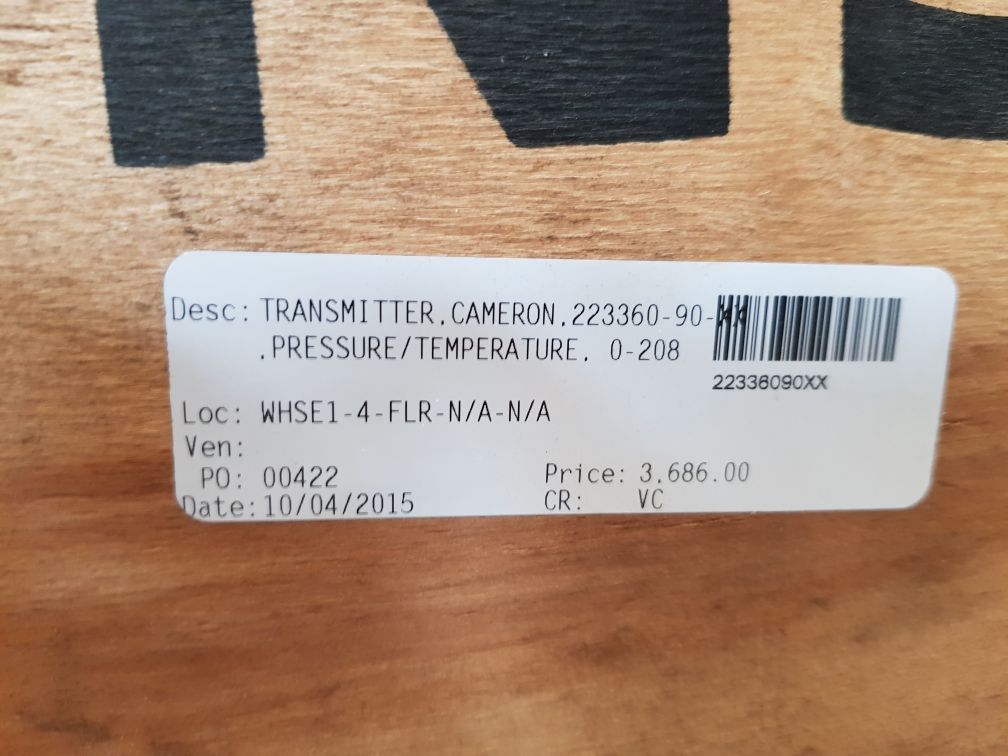 Desc: TRANSMITTER,CAMERON,223360-90-XX
,PRESSURE/TEMPERATURE, 0-208
22336090XX
Loc: WHSE1-4-FLR-N/A-N/A
Ven:
PO: 00422
Price: 3,686.00
Date: 10/04/2015
CR: VC